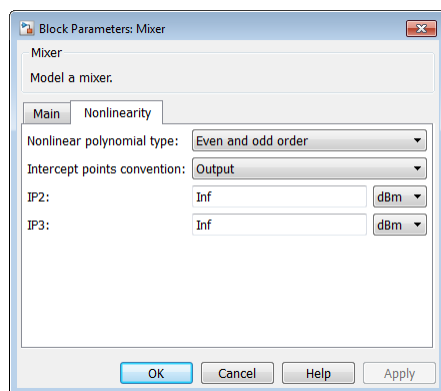 Block Parameters: Mixer
Mixer
Model a mixer.
Main Nonlinearity
Nonlinear polynomial type: Even and odd order
Intercept points convention: Output
IP2: Inf dBm
IP3: Inf dBm
OK Cancel Help Apply